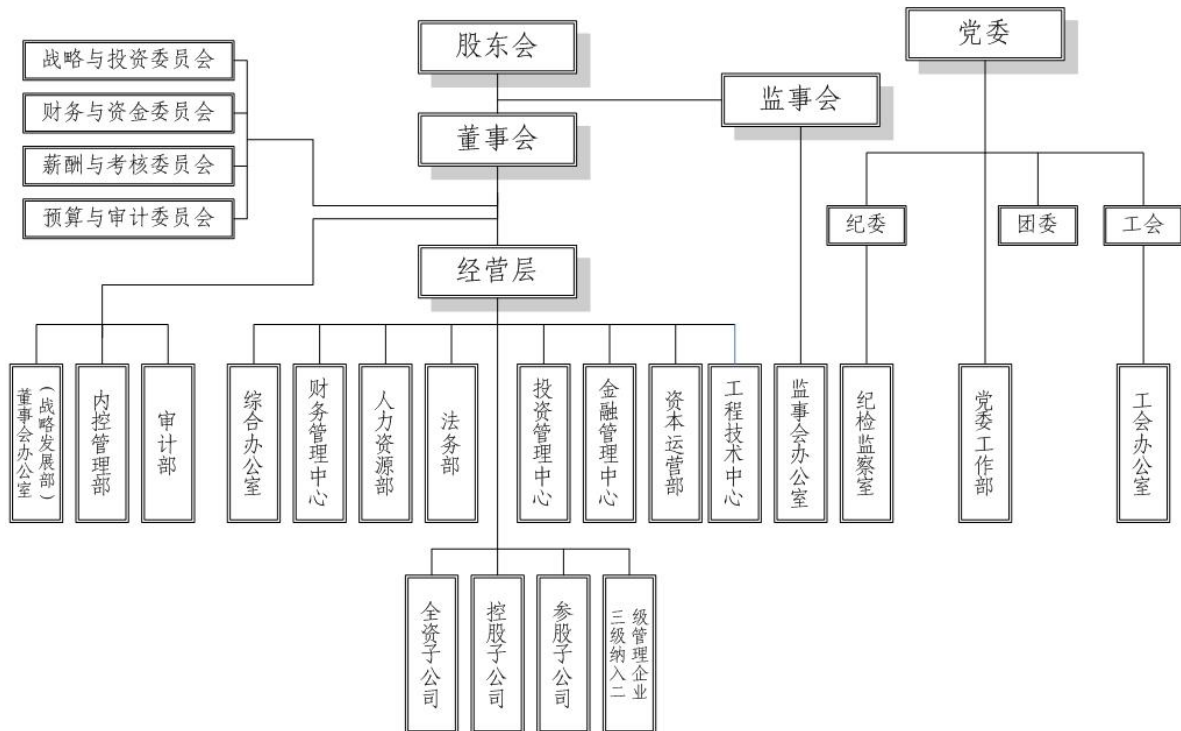 股东会
党委
战略与投资委员会
财务与资金委员会
薪酬与考核委员会
预算与审计委员会
监事会
董事会
纪委
团委
工会
经营层
董事会办公室
(战略发展部)
内控管理部
审计部
综合办公室
财务管理中心
人力资源部
法务部
投资管理中心
金融管理中心
资本运营部
工程技术中心
监事会办公室
纪检监察室
党委工作部
工会办公室
全资子公司
控股子公司
参股子公司
三级纳入二
级管理企业